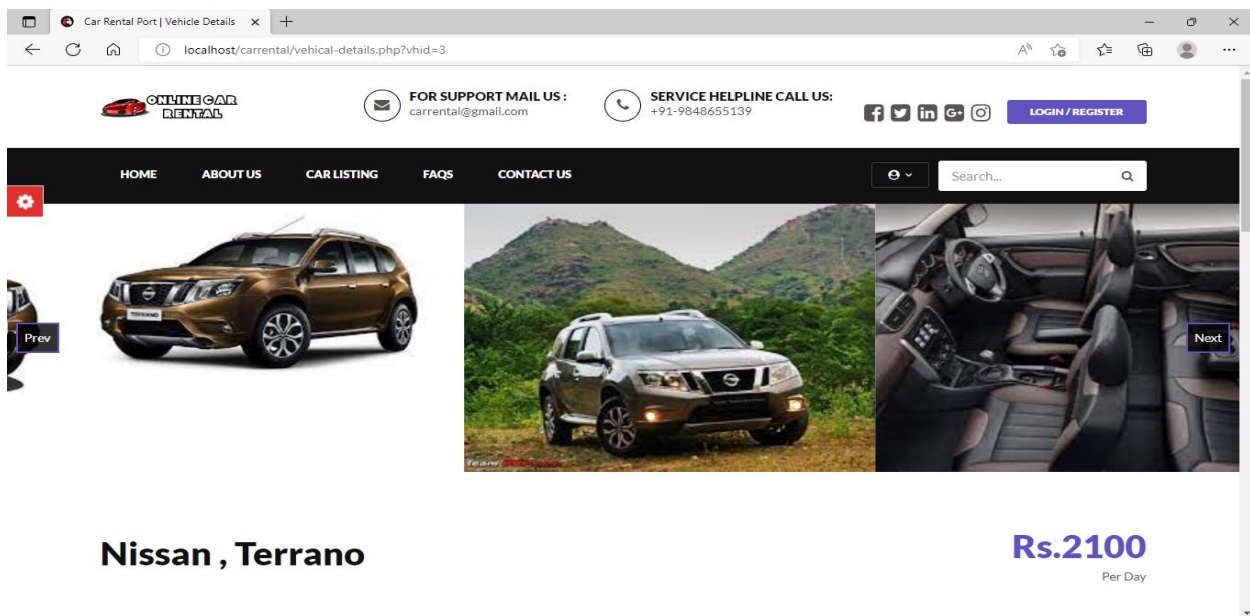 Car Rental Port | Vehicle Details
localhost/carrental/vehical-details.php?vhid=3
ONLINE CAR
RENTAL
FOR SUPPORT MAIL US :
carrental@gmail.com
SERVICE HELPLINE CALL US:
+91-9848655139
LOGIN / REGISTER
HOME
ABOUT US
CAR LISTING
FAQS
CONTACT US
Search...
TERRANO
Prev
Next
Team
Nissan , Terrano
Rs.2100
Per Day